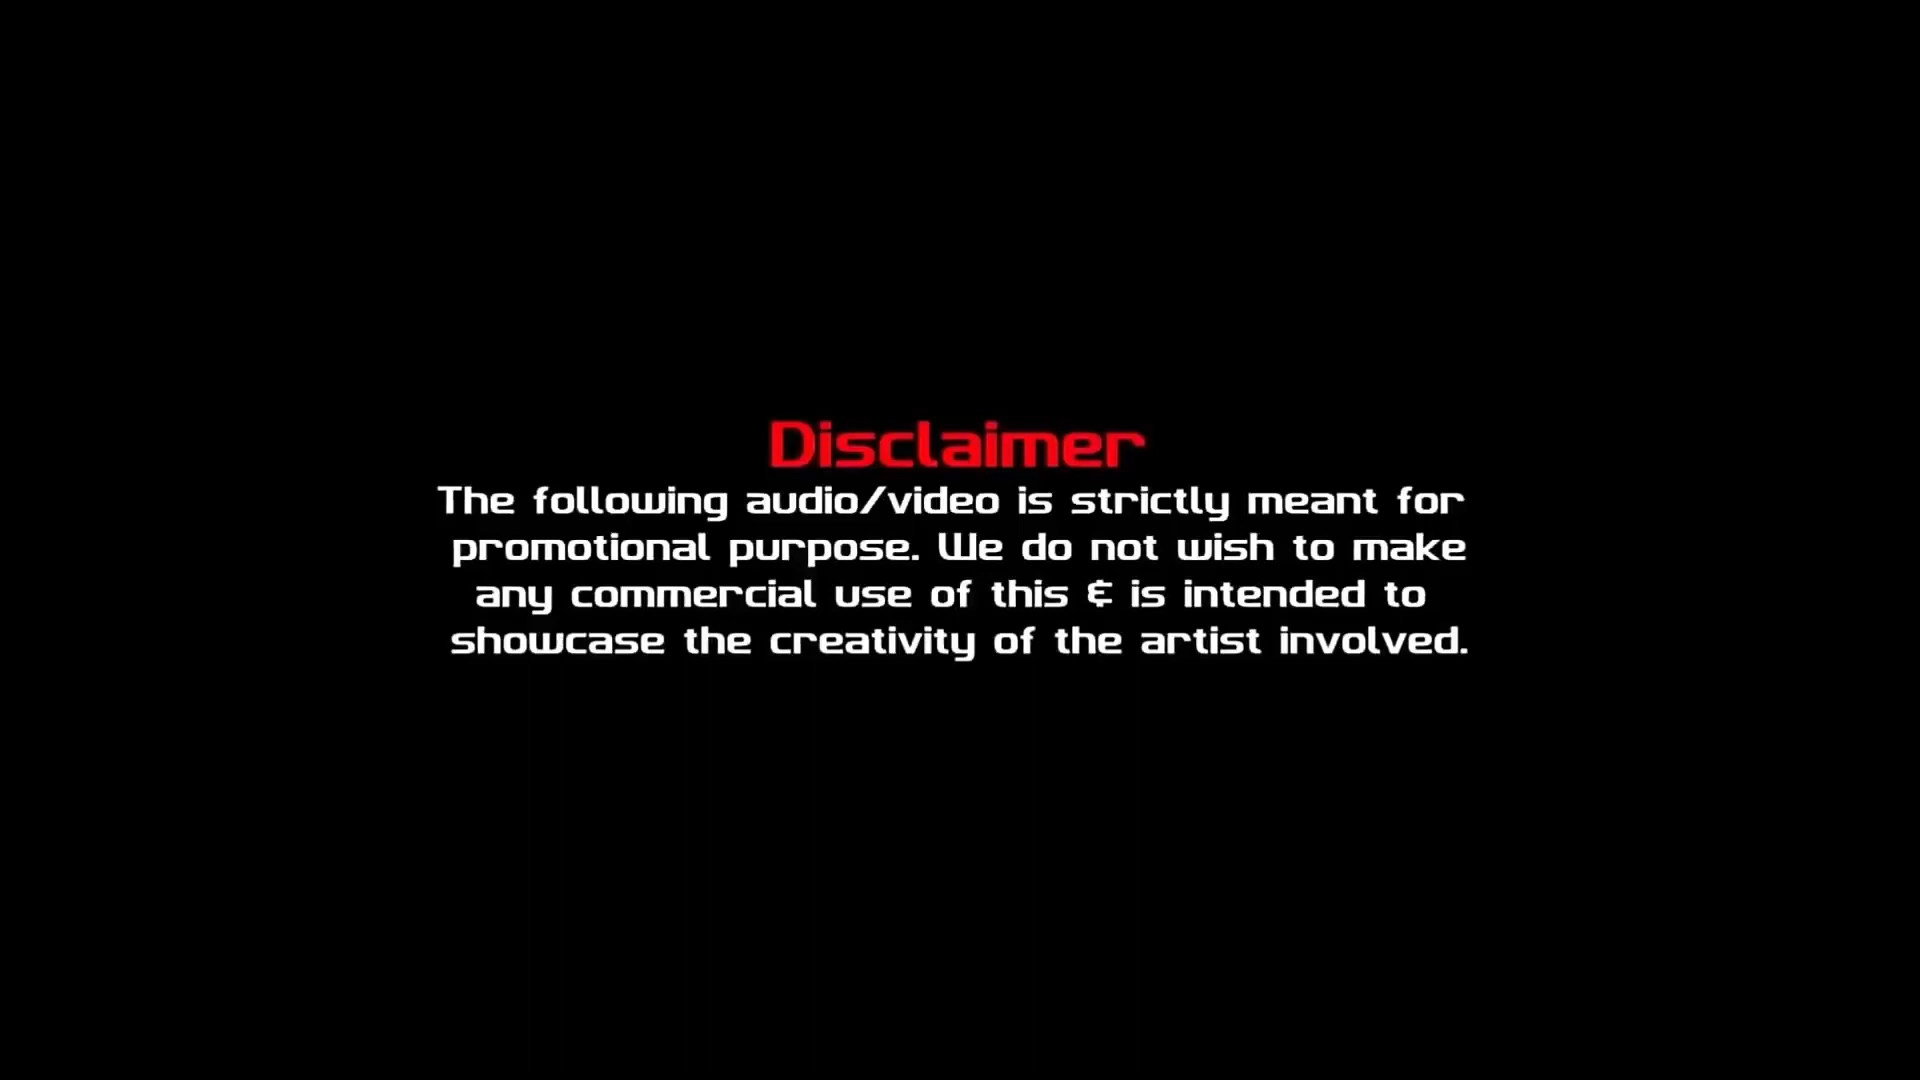 Disclaimer
The following audio/video is strictly meant for
promotional purpose. We do not wish to make
any commercial use of this & is intended to
showcase the creativity of the artist involved.